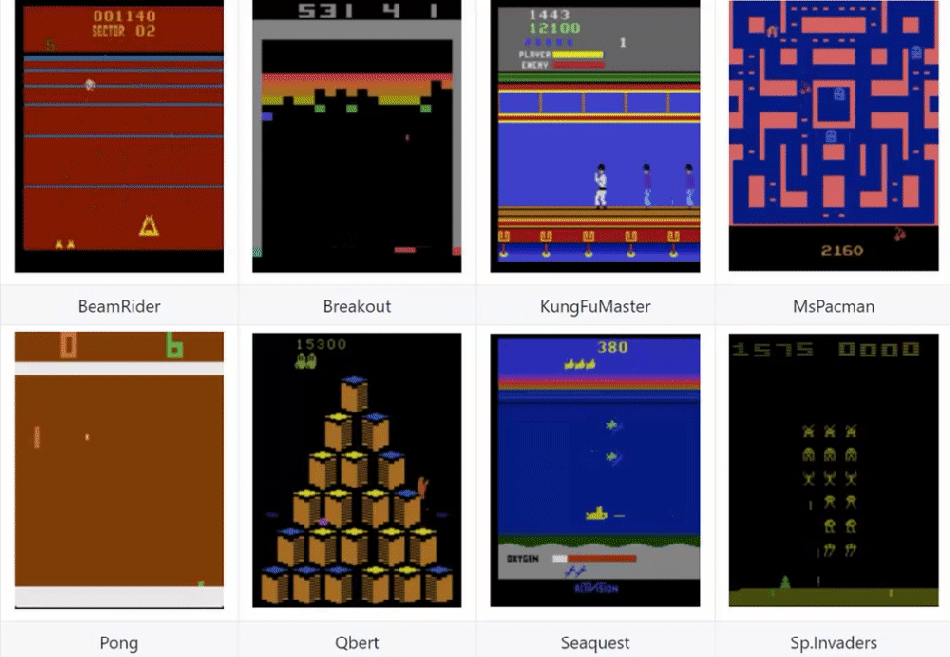 001140
SECTOR 02
5
531 4 1
1443
12100
1
PLAYER
ENEMY
2160
BeamRider
Breakout
KungFuMaster
MsPacman
0 6
15300
380
OXYGEN
ACTIVISION
1575 0000
Pong
Qbert
Seaquest
Sp.Invaders